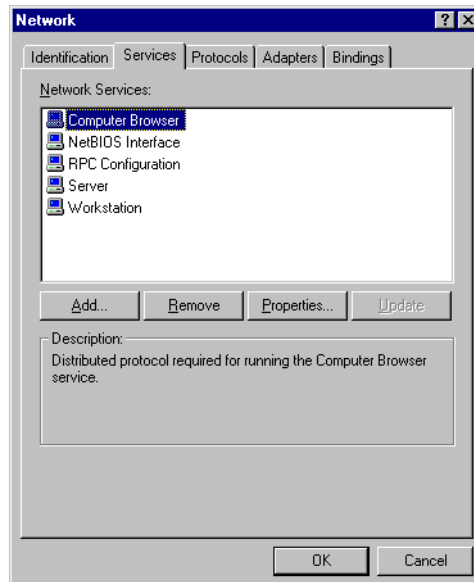 Network
Identification Services Protocols Adapters Bindings
Network Services:
Computer Browser
NetBIOS Interface
RPC Configuration
Server
Workstation
Add... Remove Properties... Update
Description:
Distributed protocol required for running the Computer Browser
service.
OK Cancel